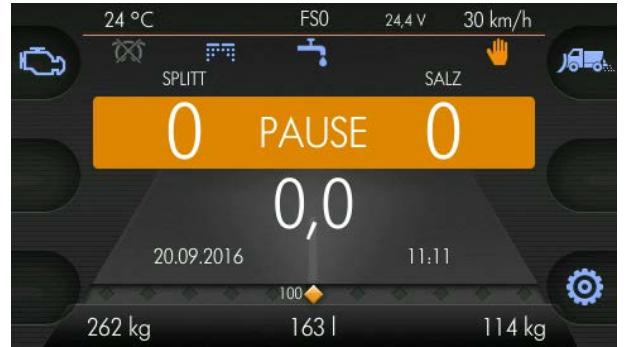 24 °C FS0 24,4 V 30 km/h
SPLITT SALZ
0 PAUSE 0
0,0
20.09.2016 11:11
100
262 kg 163 l 114 kg